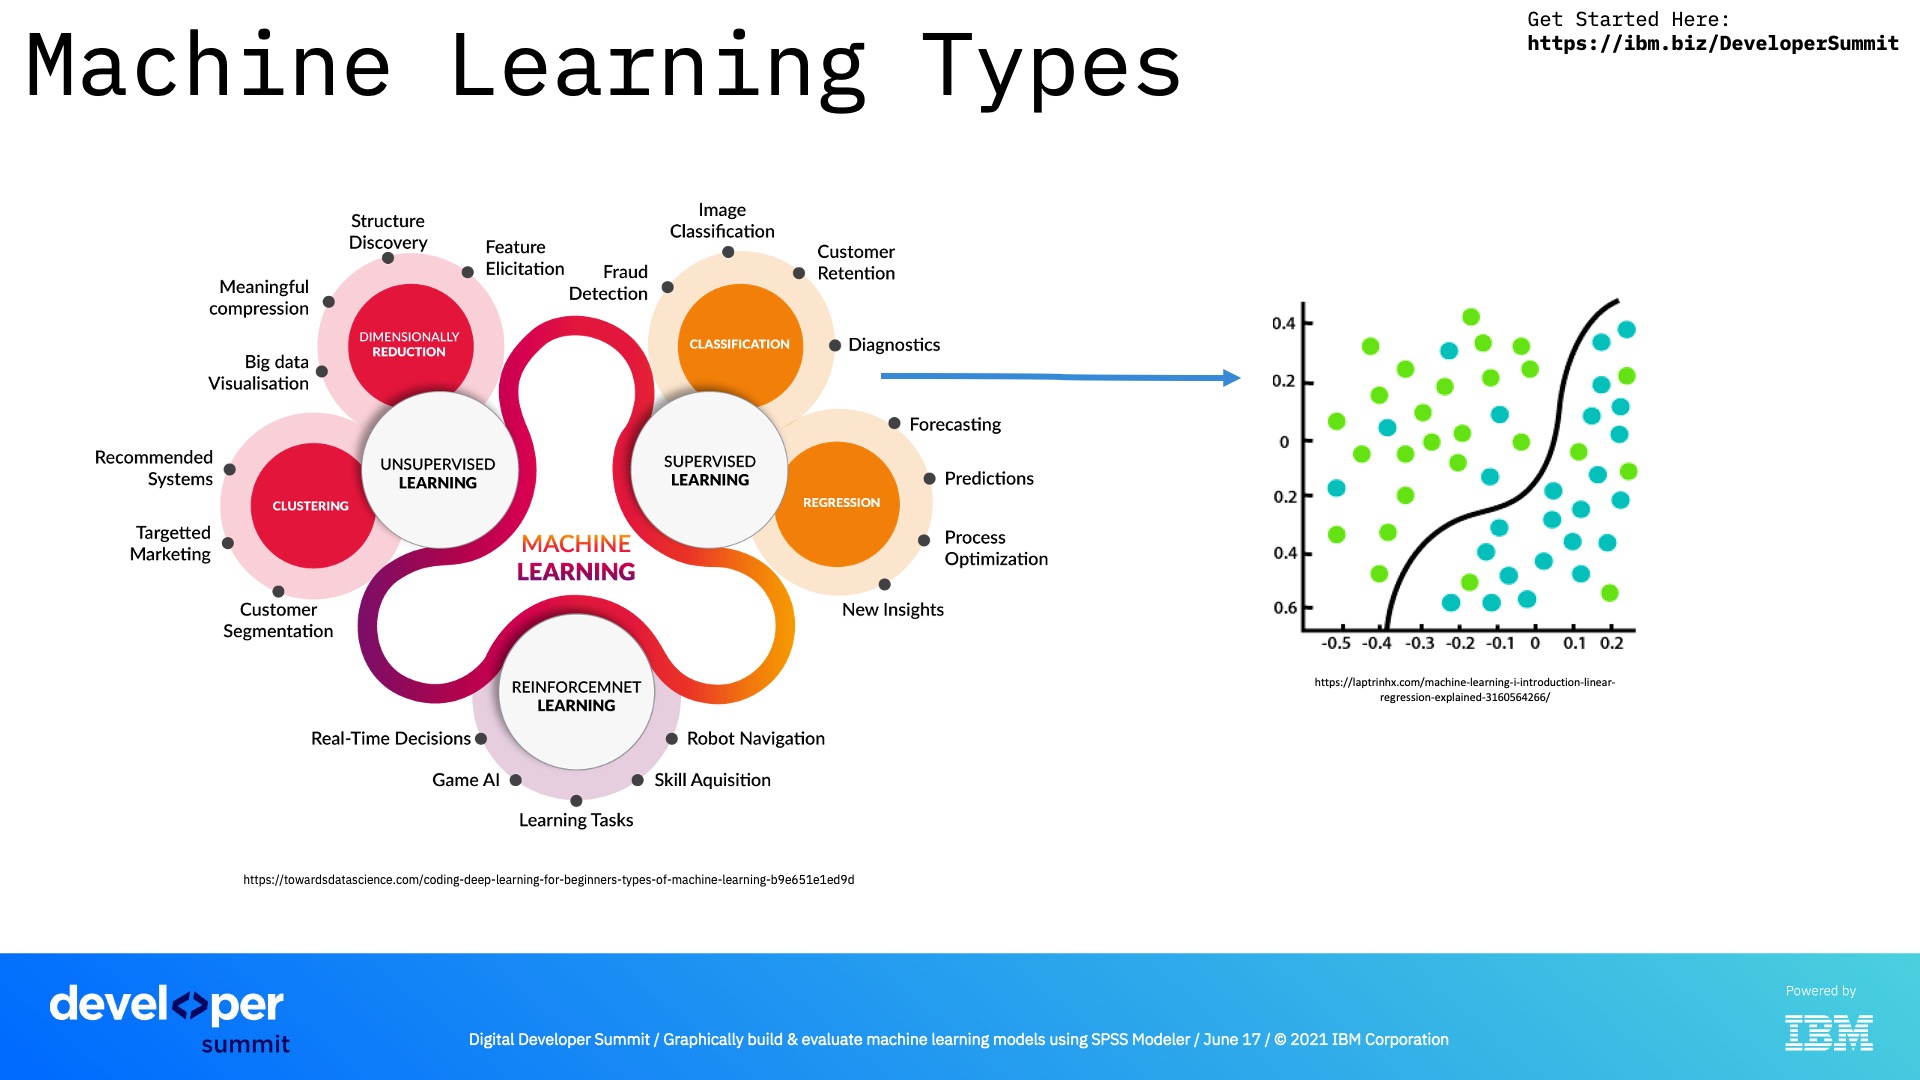 Machine Learning Types
Get Started Here:
https://ibm.biz/DeveloperSummit
Structure
Discovery
Feature
Elicitation
Meaningful
compression
Big data
Visualisation
DIMENSIONALLY
REDUCTION
Recommended
Systems
Targetted
Marketing
Customer
Segmentation
CLUSTERING
UNSUPERVISED
LEARNING
Image
Classification
Customer
Retention
Fraud
Detection
Diagnostics
CLASSIFICATION
SUPERVISED
LEARNING
REGRESSION
Forecasting
Predictions
Process
Optimization
New Insights
MACHINE
LEARNING
REINFORCEMNET
LEARNING
Real-Time Decisions
Game AI
Learning Tasks
Skill Aquisition
Robot Navigation
https://towardsdatascience.com/coding-deep-learning-for-beginners-types-of-machine-learning-b9e651e1ed9d
0.4
0.2
0
0.2
0.4
0.6
-0.5 -0.4 -0.3 -0.2 -0.1 0 0.1 0.2
https://laptrinhx.com/machine-learning-i-introduction-linear-
regression-explained-3160564266/
devel<>per
summit
Digital Developer Summit / Graphically build & evaluate machine learning models using SPSS Modeler / June 17 / © 2021 IBM Corporation
Powered by
IBM